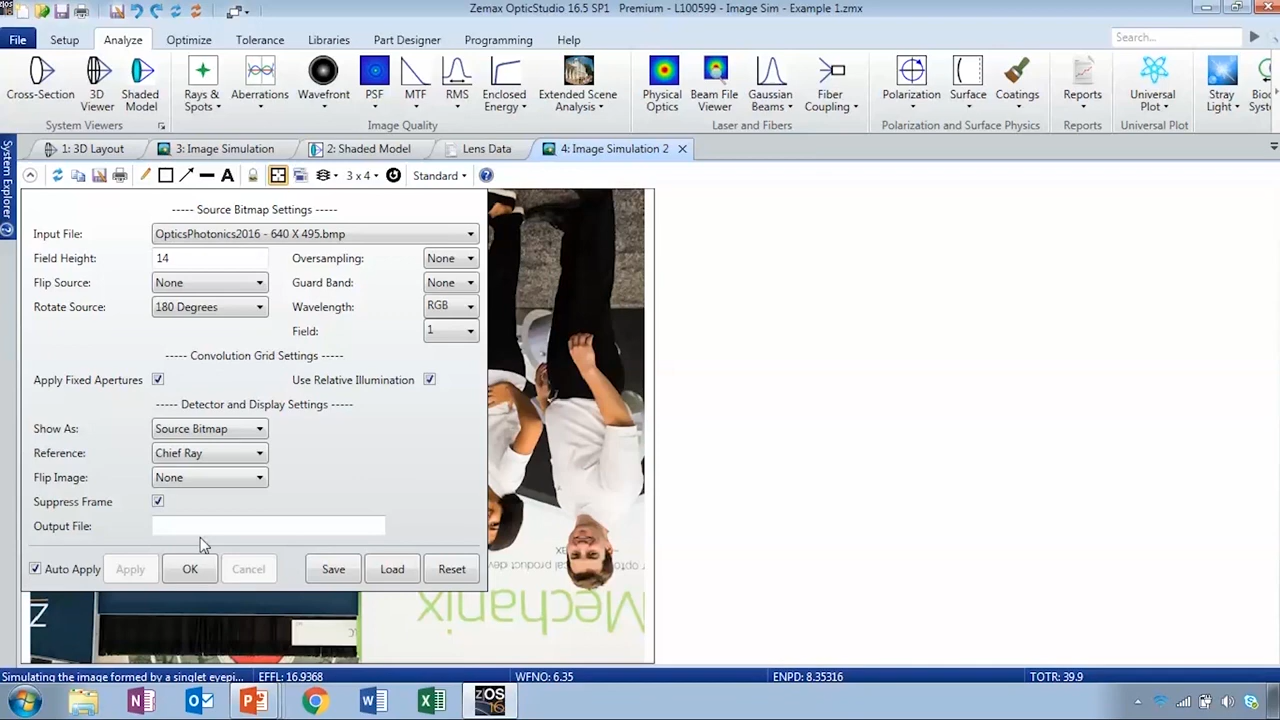 Zemax OpticStudio 16.5 SP1 Premium - L100599 - Image Sim - Example 1.zmx
File Setup Analyze Optimize Tolerance Libraries Part Designer Programming Help Search...
Cross-Section 3D Viewer Shaded Model Rays & Spots Aberrations Wavefront PSF MTF RMS Enclosed Energy Extended Scene Analysis Physical Optics Beam File Viewer Gaussian Beams Fiber Coupling Polarization Surface Coatings Reports Universal Plot Stray Light
System Viewers Image Quality Laser and Fibers Polarization and Surface Physics Reports Universal Plot
1: 3D Layout 3: Image Simulation 2: Shaded Model Lens Data 4: Image Simulation 2
System Explorer
3 x 4 Standard
----- Source Bitmap Settings -----
Input File: OpticsPhotonics2016 - 640 X 495.bmp
Field Height: 14 Oversampling: None
Flip Source: None Guard Band: None
Rotate Source: 180 Degrees Wavelength: RGB
Field: 1
----- Convolution Grid Settings -----
Apply Fixed Apertures Use Relative Illumination
----- Detector and Display Settings -----
Show As: Source Bitmap
Reference: Chief Ray
Flip Image: None
Suppress Frame
Output File:
Auto Apply Apply OK Cancel Save Load Reset
Mechanix
Simulating the image formed by a singlet eyepi... EFFL: 16.9368 WFNO: 6.35 ENPD: 8.35316 TOTR: 39.9
ZOS 16